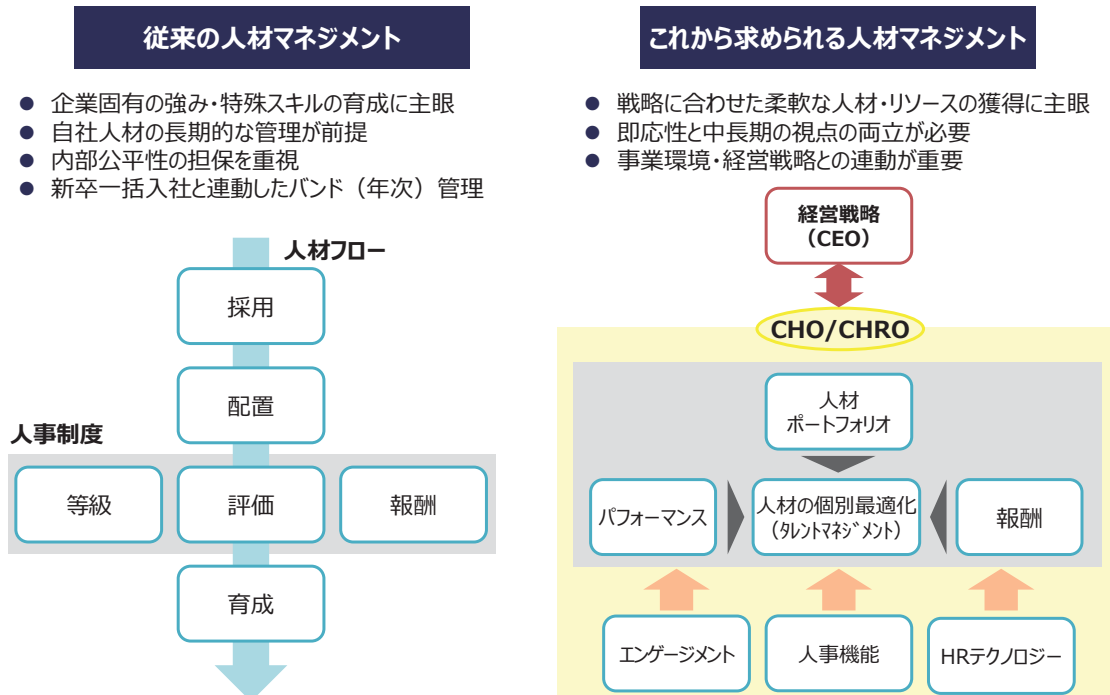 従来の人材マネジメント
● 企業固有の強み・特殊スキルの育成に主眼
● 自社人材の長期的な管理が前提
● 内部公平性の担保を重視
● 新卒一括入社と連動したバンド（年次）管理
人材フロー
採用
配置
人事制度
等級
評価
報酬
育成
これから求められる人材マネジメント
● 戦略に合わせた柔軟な人材・リソースの獲得に主眼
● 即応性と中長期の視点の両立が必要
● 事業環境・経営戦略との連動が重要
経営戦略
（CEO）
CHO/CHRO
人材
ポートフォリオ
パフォーマンス
人材の個別最適化
（ﾀﾚﾝﾄﾏﾈｼﾞﾒﾝﾄ）
報酬
エンゲージメント
人事機能
HRテクノロジー